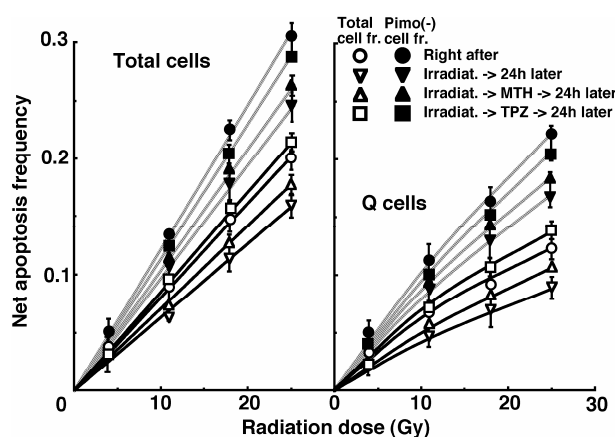 Total cells
Total Pimo(-)
cell fr. cell fr.
Right after
Irradiat. -> 24h later
Irradiat. -> MTH -> 24h later
Irradiat. -> TPZ -> 24h later
Q cells
Net apoptosis frequency
0.3
0.2
0.1
0
0 10 20 0 10 20 30
Radiation dose (Gy)